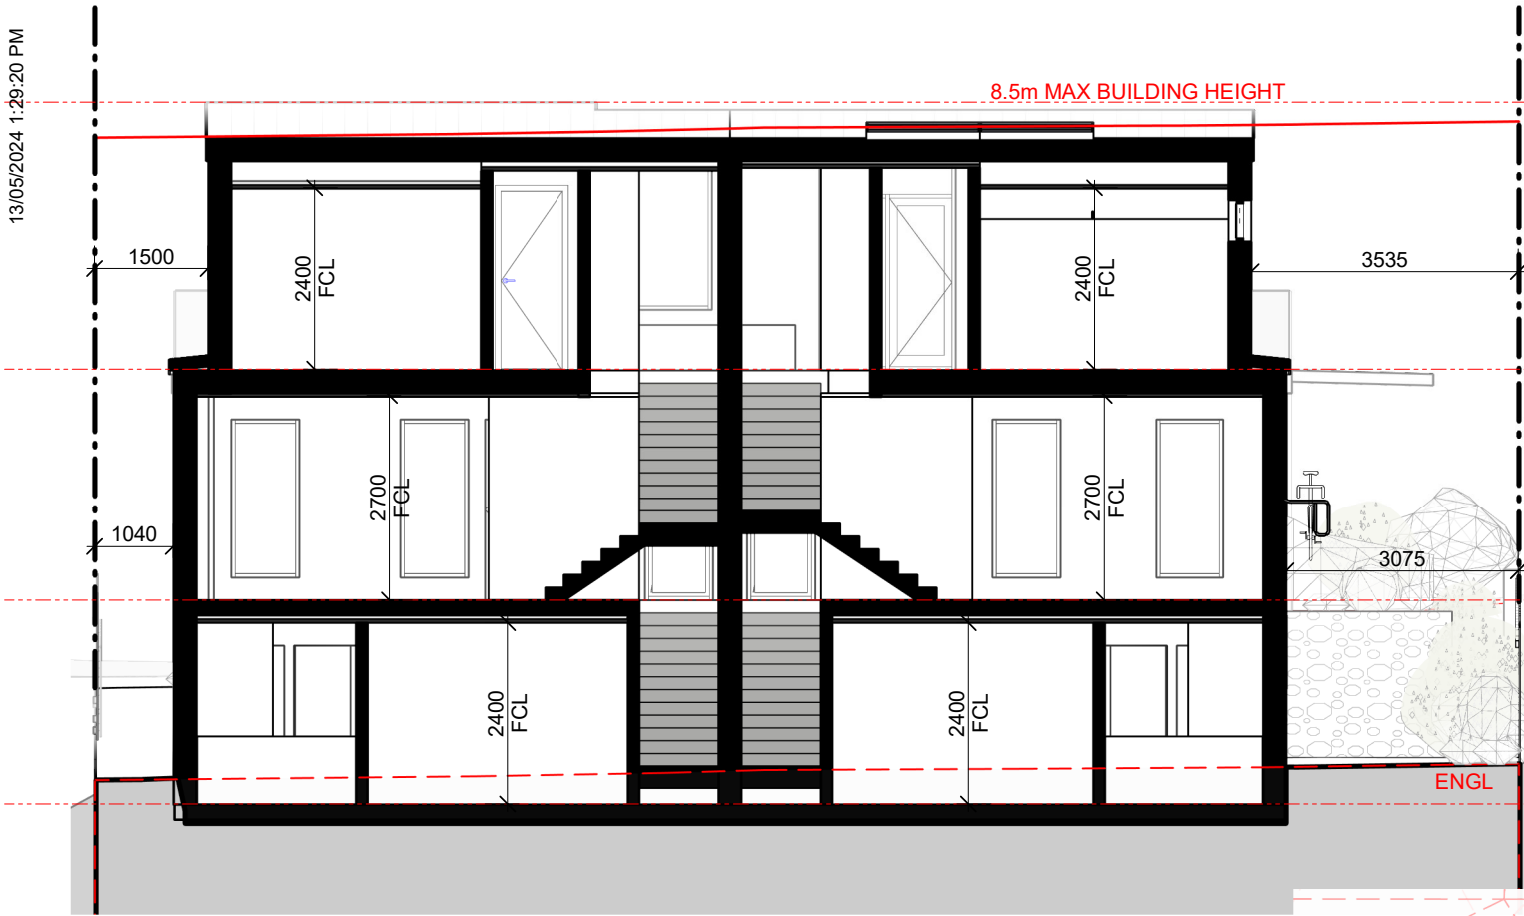 13/05/2024 1:29:20 PM
8.5m MAX BUILDING HEIGHT
1500
2400
FCL
2400
FCL
3535
2700
FCL
2700
FCL
1040
3075
2400
FCL
2400
FCL
ENGL